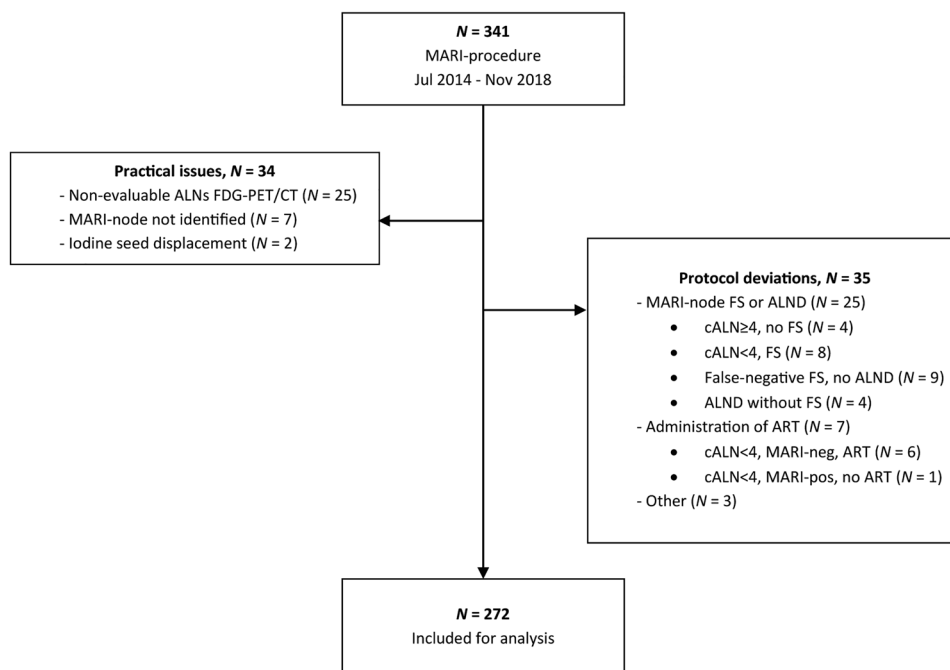 N = 341
MARI-procedure
Jul 2014 - Nov 2018
Practical issues, N = 34
- Non-evaluable ALNs FDG-PET/CT (N = 25)
- MARI-node not identified (N = 7)
- Iodine seed displacement (N = 2)
Protocol deviations, N = 35
- MARI-node FS or ALND (N = 25)
• cALN≥4, no FS (N = 4)
• cALN<4, FS (N = 8)
• False-negative FS, no ALND (N = 9)
• ALND without FS (N = 4)
- Administration of ART (N = 7)
• cALN<4, MARI-neg, ART (N = 6)
• cALN<4, MARI-pos, no ART (N = 1)
- Other (N = 3)
N = 272
Included for analysis